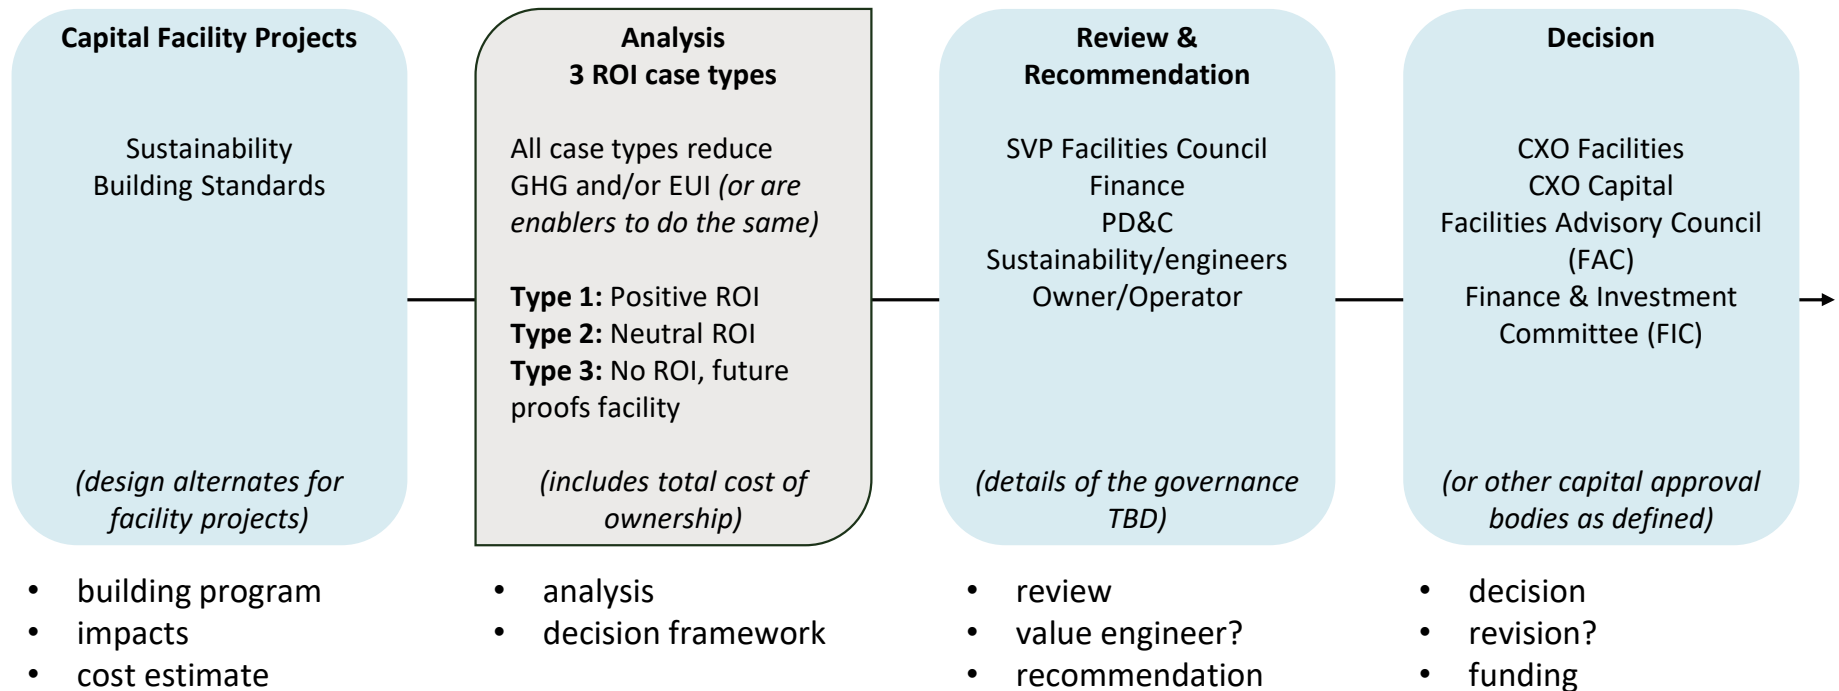 Capital Facility Projects
Sustainability
Building Standards
(design alternates for
facility projects)
• building program
• impacts
• cost estimate
Analysis
3 ROI case types
All case types reduce
GHG and/or EUI (or are
enablers to do the same)
Type 1: Positive ROI
Type 2: Neutral ROI
Type 3: No ROI, future
proofs facility
(includes total cost of
ownership)
• analysis
• decision framework
Review &
Recommendation
SVP Facilities Council
Finance
PD&C
Sustainability/engineers
Owner/Operator
(details of the governance
TBD)
• review
• value engineer?
• recommendation
Decision
CXO Facilities
CXO Capital
Facilities Advisory Council
(FAC)
Finance & Investment
Committee (FIC)
(or other capital approval
bodies as defined)
• decision
• revision?
• funding